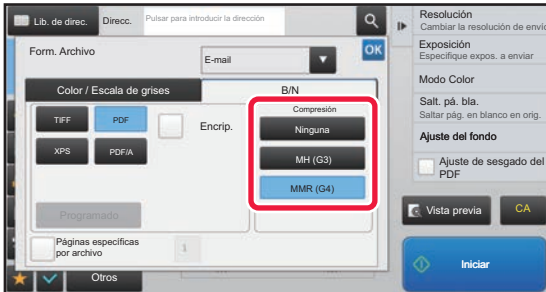 Lib. de direc.
Direcc.
Pulsar para introducir la dirección
Form. Archivo
E-mail
OK
Color / Escala de grises
B/N
TIFF
PDF
Encrip.
XPS
PDF/A
Programado
Compresión
Ninguna
MH (G3)
MMR (G4)
Páginas específicas
por archivo
1
Otros
Resolución
Cambiar la resolución de envío
Exposición
Especifique expos. a enviar
Modo Color
Salt. pá. bla.
Saltar pág. en blanco en orig.
Ajuste del fondo
Ajuste de sesgado del
PDF
Vista previa
CA
Iniciar